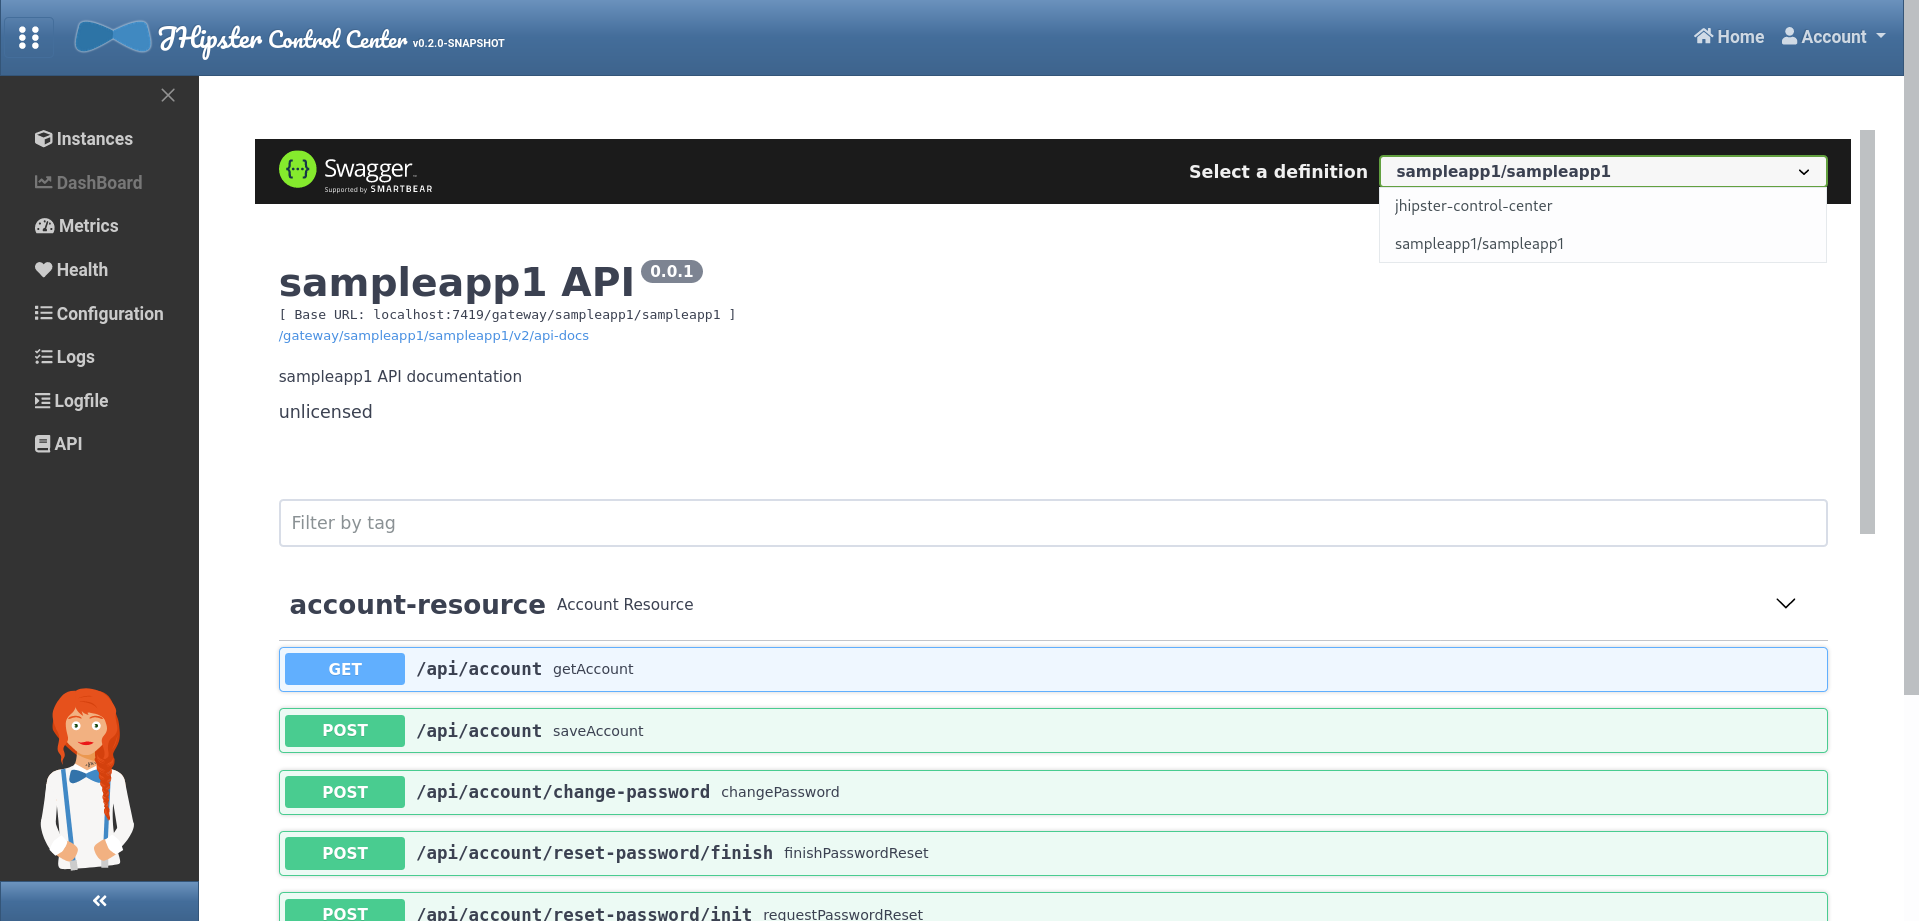 JHipster Control Center v0.2.0-SNAPSHOT
Home
Account
Instances
DashBoard
Metrics
Health
Configuration
Logs
Logfile
API
Swagger
Supported by SMARTBEAR
Select a definition
sampleapp1/sampleapp1
jhipster-control-center
sampleapp1/sampleapp1
sampleapp1 API 0.0.1
[ Base URL: localhost:7419/gateway/sampleapp1/sampleapp1 ]
/gateway/sampleapp1/sampleapp1/v2/api-docs
sampleapp1 API documentation
unlicensed
Filter by tag
account-resource Account Resource
GET /api/account getAccount
POST /api/account saveAccount
POST /api/account/change-password changePassword
POST /api/account/reset-password/finish finishPasswordReset
POST /api/account/reset-password/init requestPasswordReset